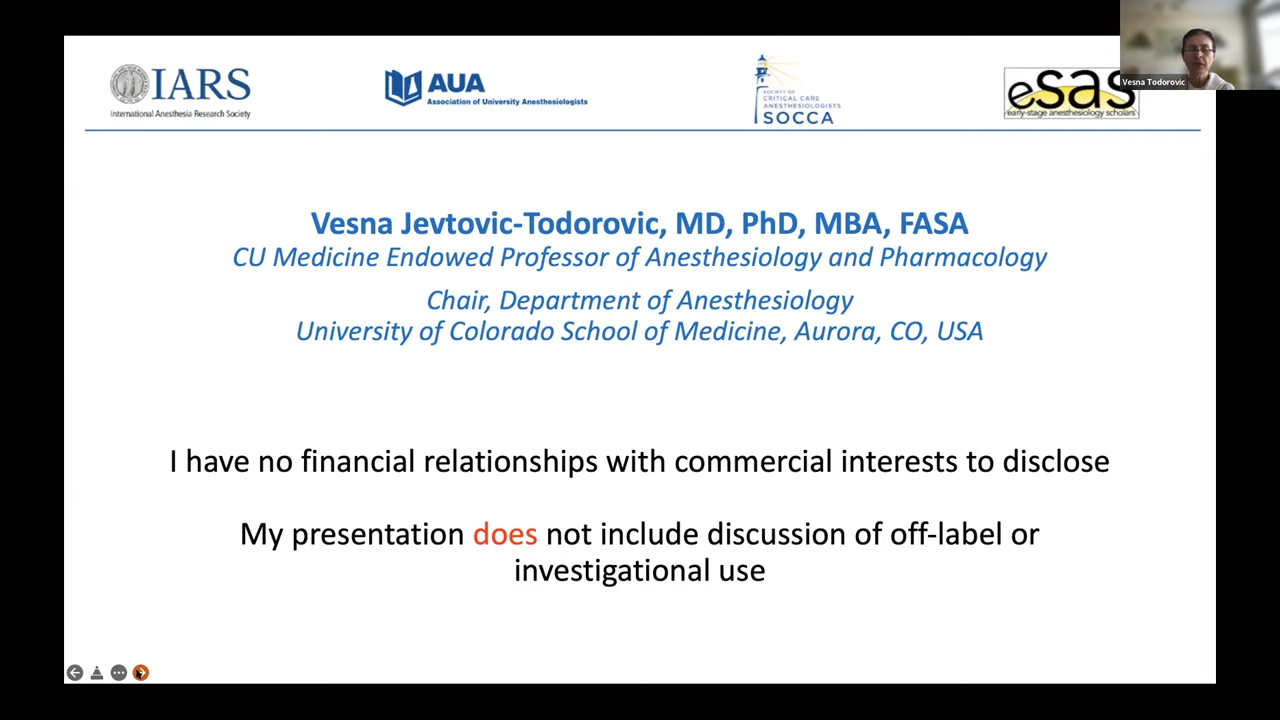 IARS
International Anesthesia Research Society
AUA
Association of University Anesthesiologists
SOCIETY OF
CRITICAL CARE
ANESTHESIOLOGISTS
SOCCA
esas
early-stage anesthesiology scholars
Vesna Todorovic
Vesna Jevtovic-Todorovic, MD, PhD, MBA, FASA
CU Medicine Endowed Professor of Anesthesiology and Pharmacology
Chair, Department of Anesthesiology
University of Colorado School of Medicine, Aurora, CO, USA
I have no financial relationships with commercial interests to disclose
My presentation does not include discussion of off-label or
investigational use